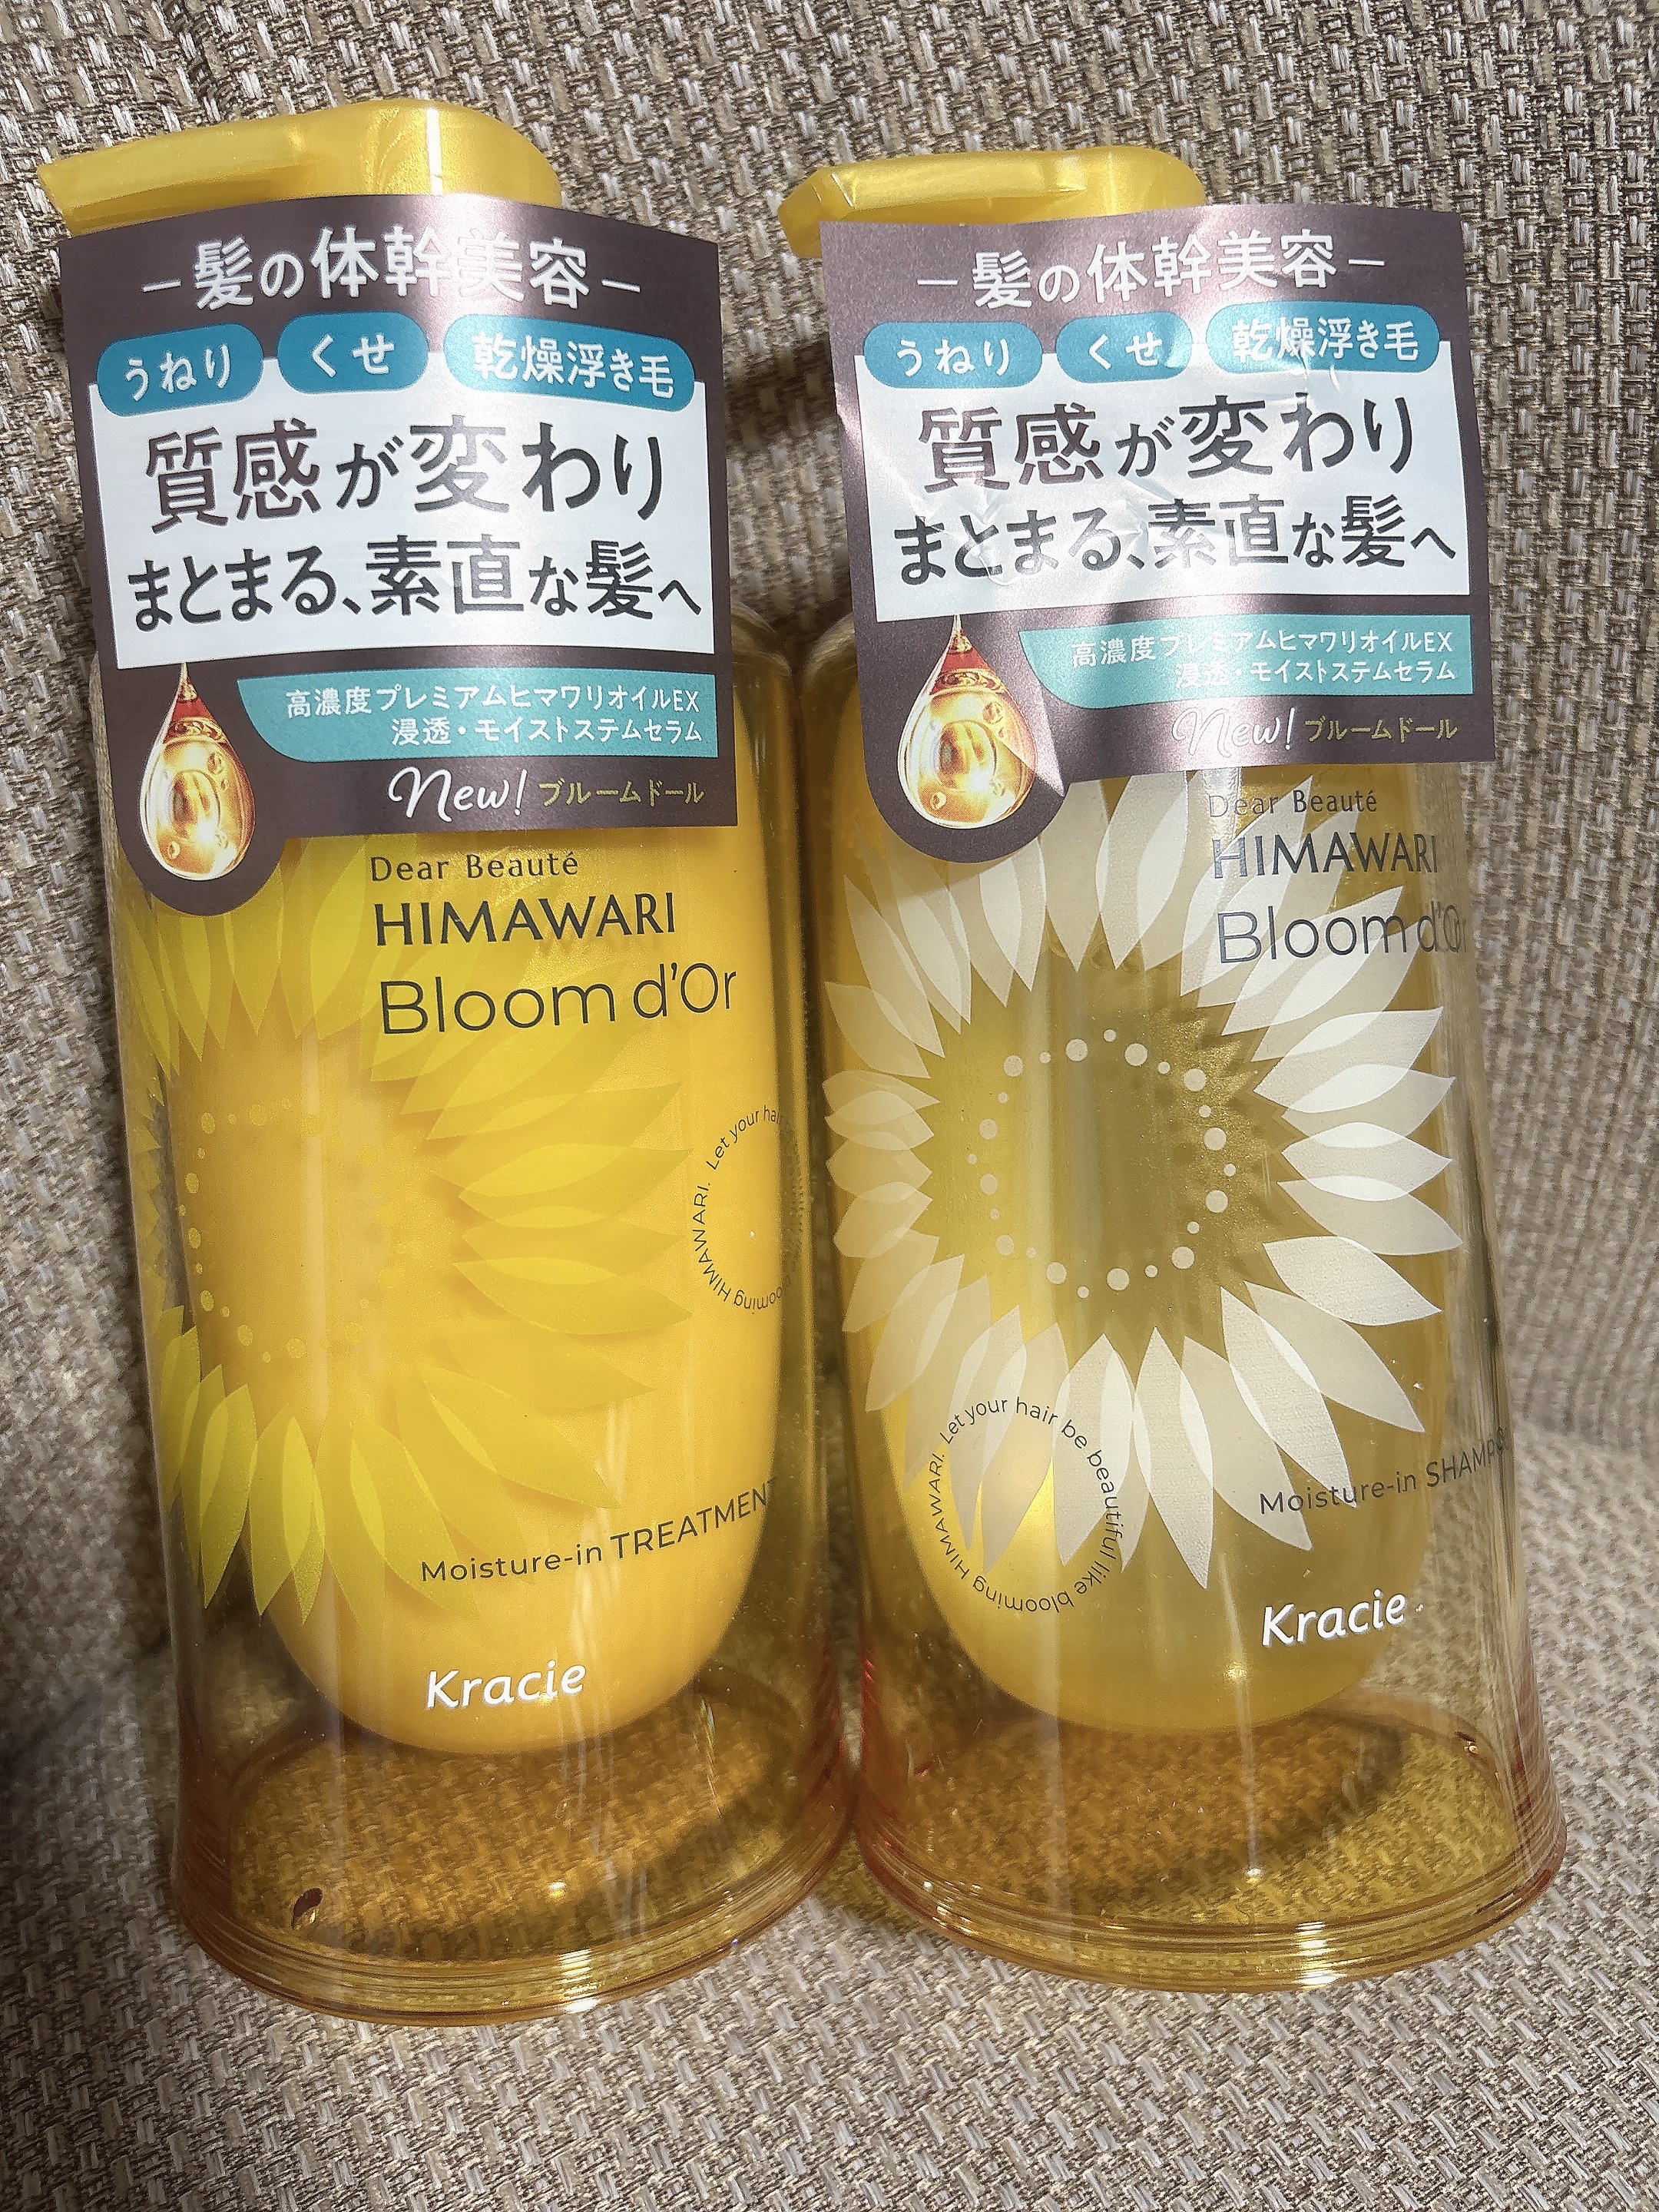 －髪の体幹美容－
うねり くせ 乾燥浮き毛
質感が変わり
まとまる、素直な髪へ
高濃度プレミアムヒマワリオイルEX
浸透・モイストステムセラム
New! ブルームドール
Dear Beauté
HIMAWARI
Bloom d'Or
HIMAWARI. Let your hair
blooming
Moisture-in TREATMENT
Kracie
－髪の体幹美容－
うねり くせ 乾燥浮き毛
質感が変わり
まとまる、素直な髪へ
高濃度プレミアムヒマワリオイルEX
浸透・モイストステムセラム
New! ブルームドール
Dear Beauté
HIMAWARI
Bloom d'Or
Let your hair be beautiful like blooming HIMAWARI.
Moisture-in SHAMPO
Kracie